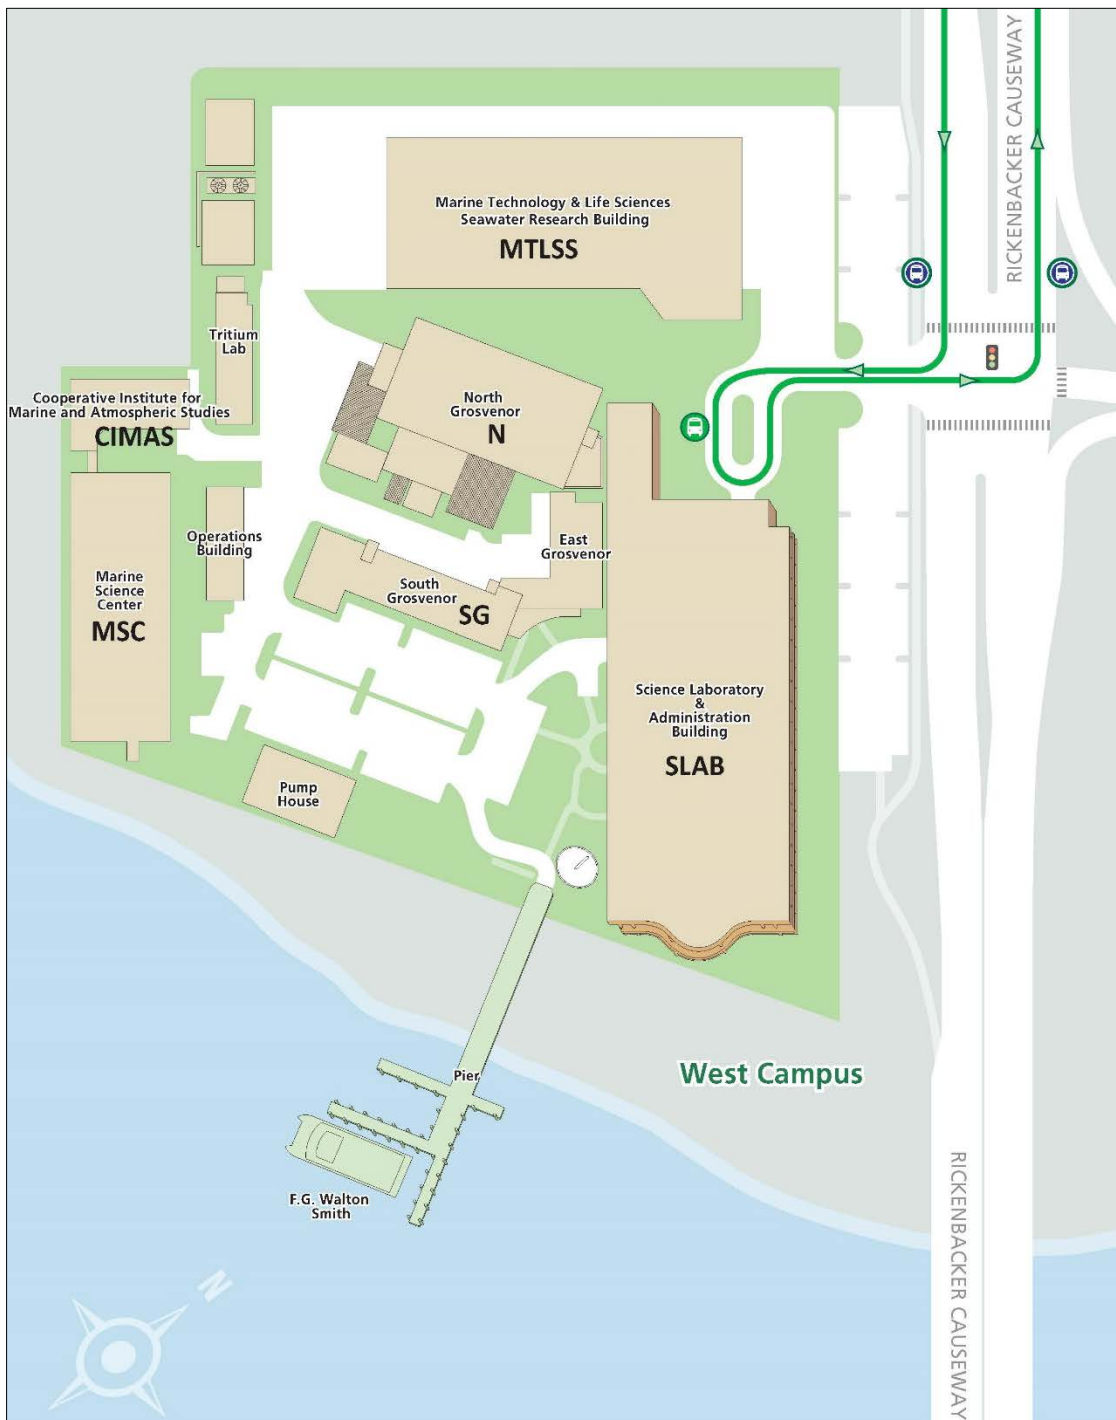 RICKENBACKER CAUSEWAY
Marine Technology & Life Sciences
Seawater Research Building
MTLSS
Tritium
Lab
Cooperative Institute for
Marine and Atmospheric Studies
CIMAS
North
Grosvenor
N
Operations
Building
East
Grosvenor
Marine
Science
Center
MSC
South
Grosvenor
SG
Science Laboratory
&
Administration
Building
SLAB
Pump
House
Pier
West Campus
F.G. Walton
Smith
RICKENBACKER CAUSEWAY
N